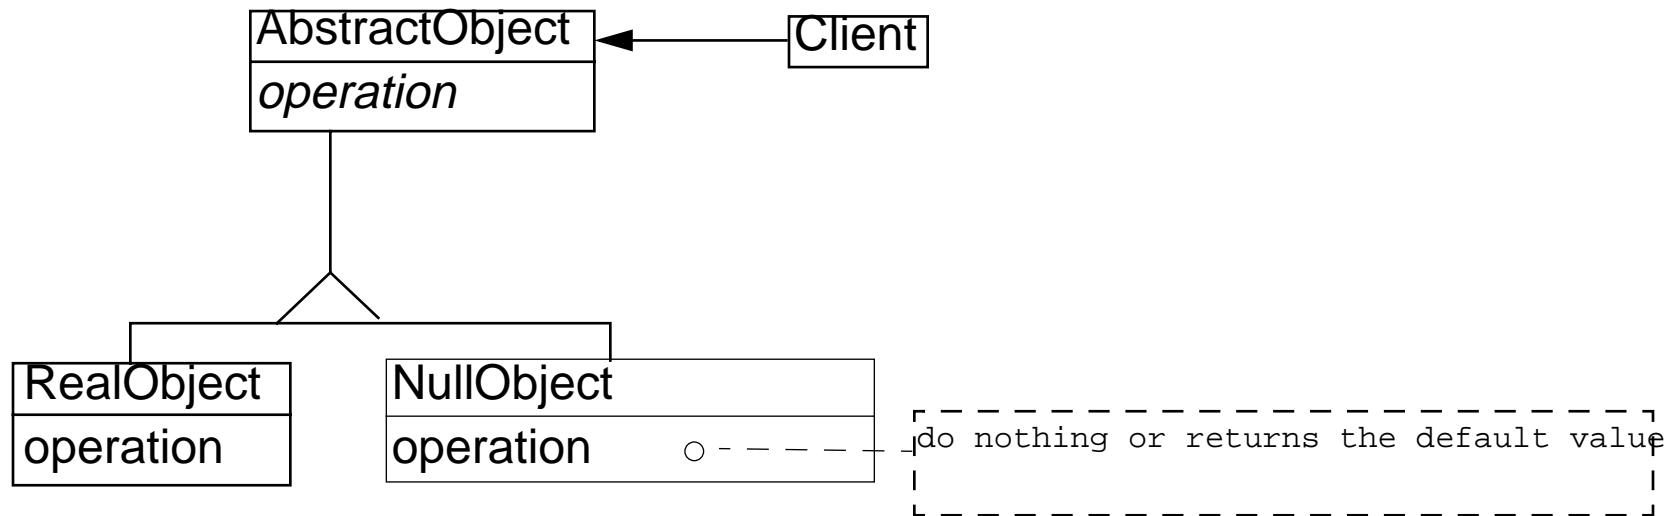 AbstractObject
Client
operation
RealObject
NullObject
operation
operation
do nothing or returns the default value